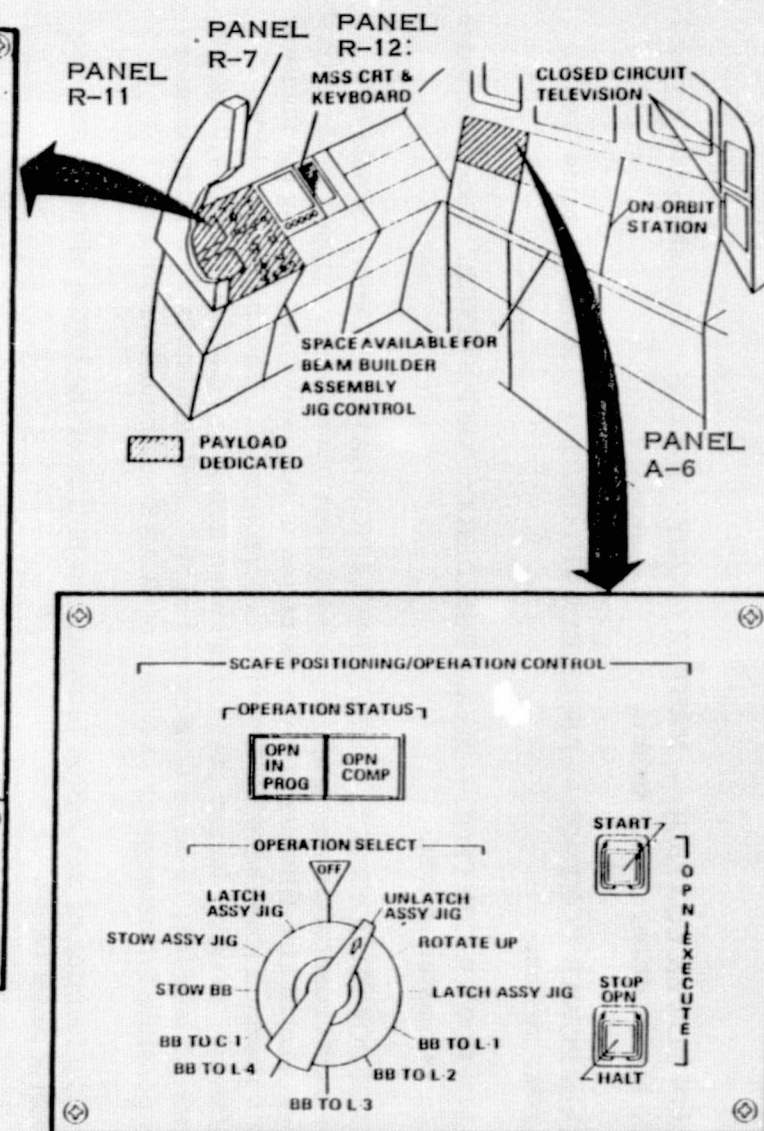 PANEL
R-11
PANEL
R-7
PANEL
R-12:
MSS CRT &
KEYBOARD
CLOSED CIRCUIT
TELEVISION
ON-ORBIT
STATION
SPACE AVAILABLE FOR
BEAM BUILDER
ASSEMBLY
JIG CONTROL
PAYLOAD
DEDICATED
PANEL
A-6
SCAFE POSITIONING/OPERATION CONTROL
OPERATION STATUS
OPN
IN
PROG
OPN
COMP
OPERATION SELECT
OFF
LATCH
ASSY JIG
UNLATCH
ASSY JIG
STOW ASSY JIG
ROTATE UP
STOW BB
LATCH ASSY JIG
BB TO C-1
BB TO L-1
BB TO L-4
BB TO L-2
BB TO L-3
START
STOP
OPN
HALT
OPN EXECUTE